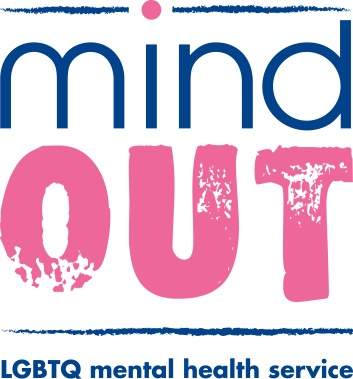 mind
OUT
LGBTQ mental health service